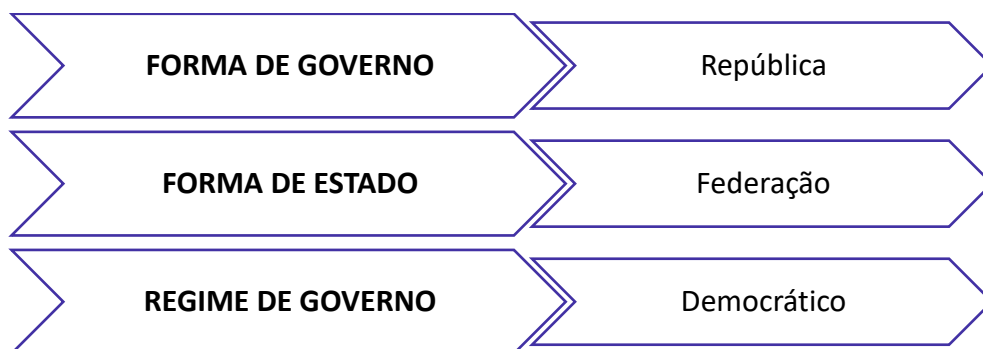 FORMA DE GOVERNO República
FORMA DE ESTADO Federação
REGIME DE GOVERNO Democrático